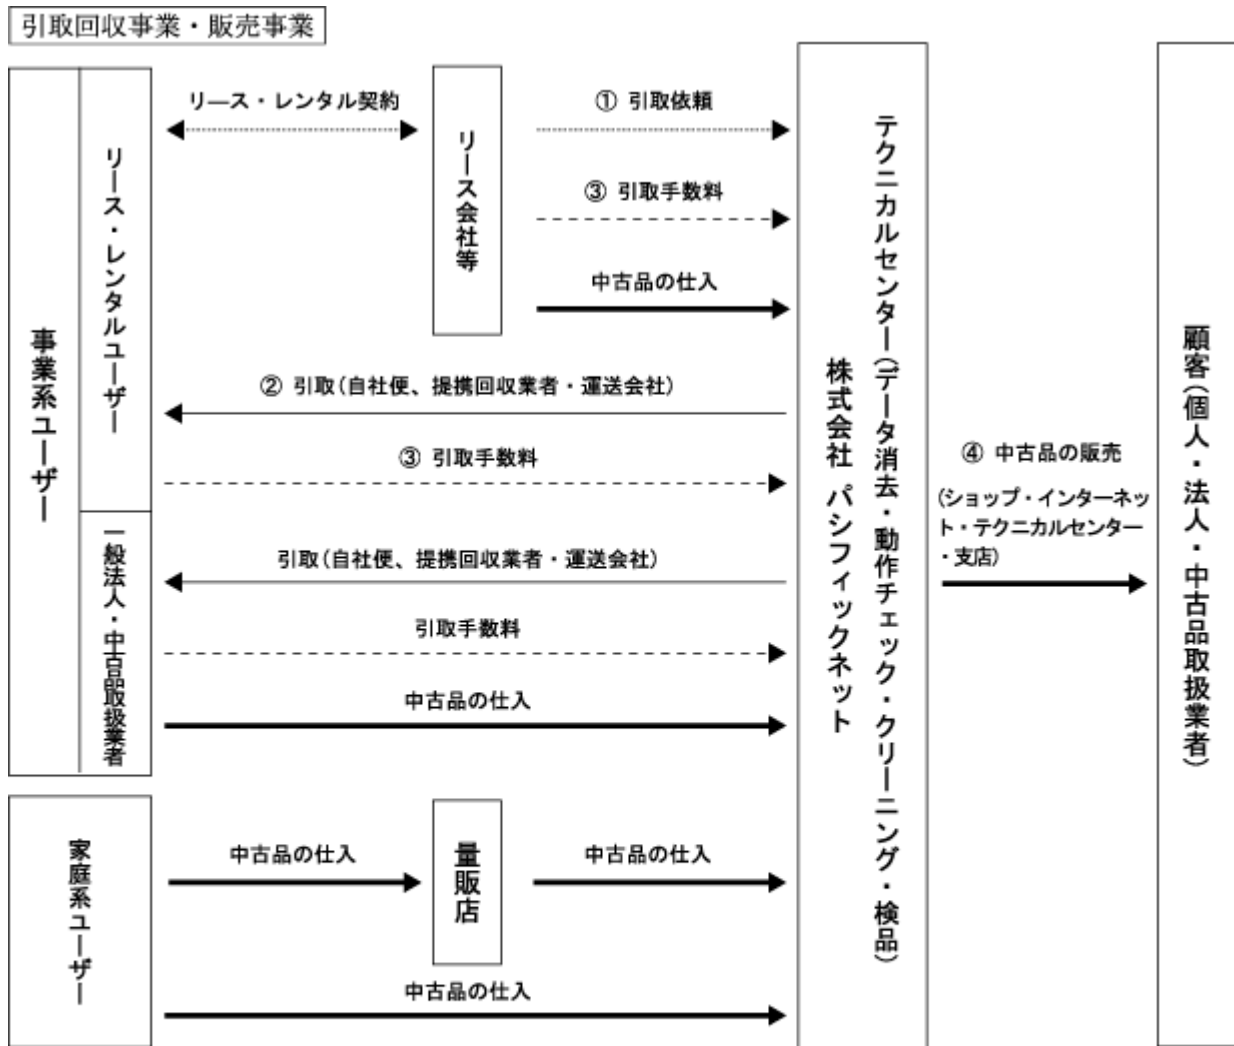 引取回収事業・販売事業
事業系ユーザー
リース・レンタルユーザー
リース・レンタル契約
リース会社等
① 引取依頼
③ 引取手数料
中古品の仕入
② 引取(自社便、提携回収業者・運送会社)
③ 引取手数料
一般法人・中古品取扱業者
引取(自社便、提携回収業者・運送会社)
引取手数料
中古品の仕入
家庭系ユーザー
中古品の仕入
量販店
中古品の仕入
中古品の仕入
テクニカルセンター(データ消去・動作チェック・クリーニング・検品)
株式会社 パシフィックネット
④ 中古品の販売
(ショップ・インターネッ
ト・テクニカルセンター
・支店)
顧客(個人・法人・中古品取扱業者)